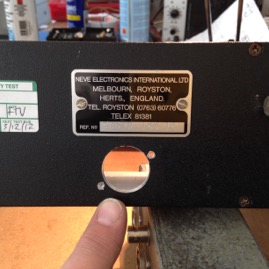 Y TEST
NEVE ELECTRONICS INTERNATIONAL LTD
MELBOURN, ROYSTON,
HERTS, ENGLAND.
TEL. ROYSTON (0763) 60776
TELEX 81381
REF. Nº